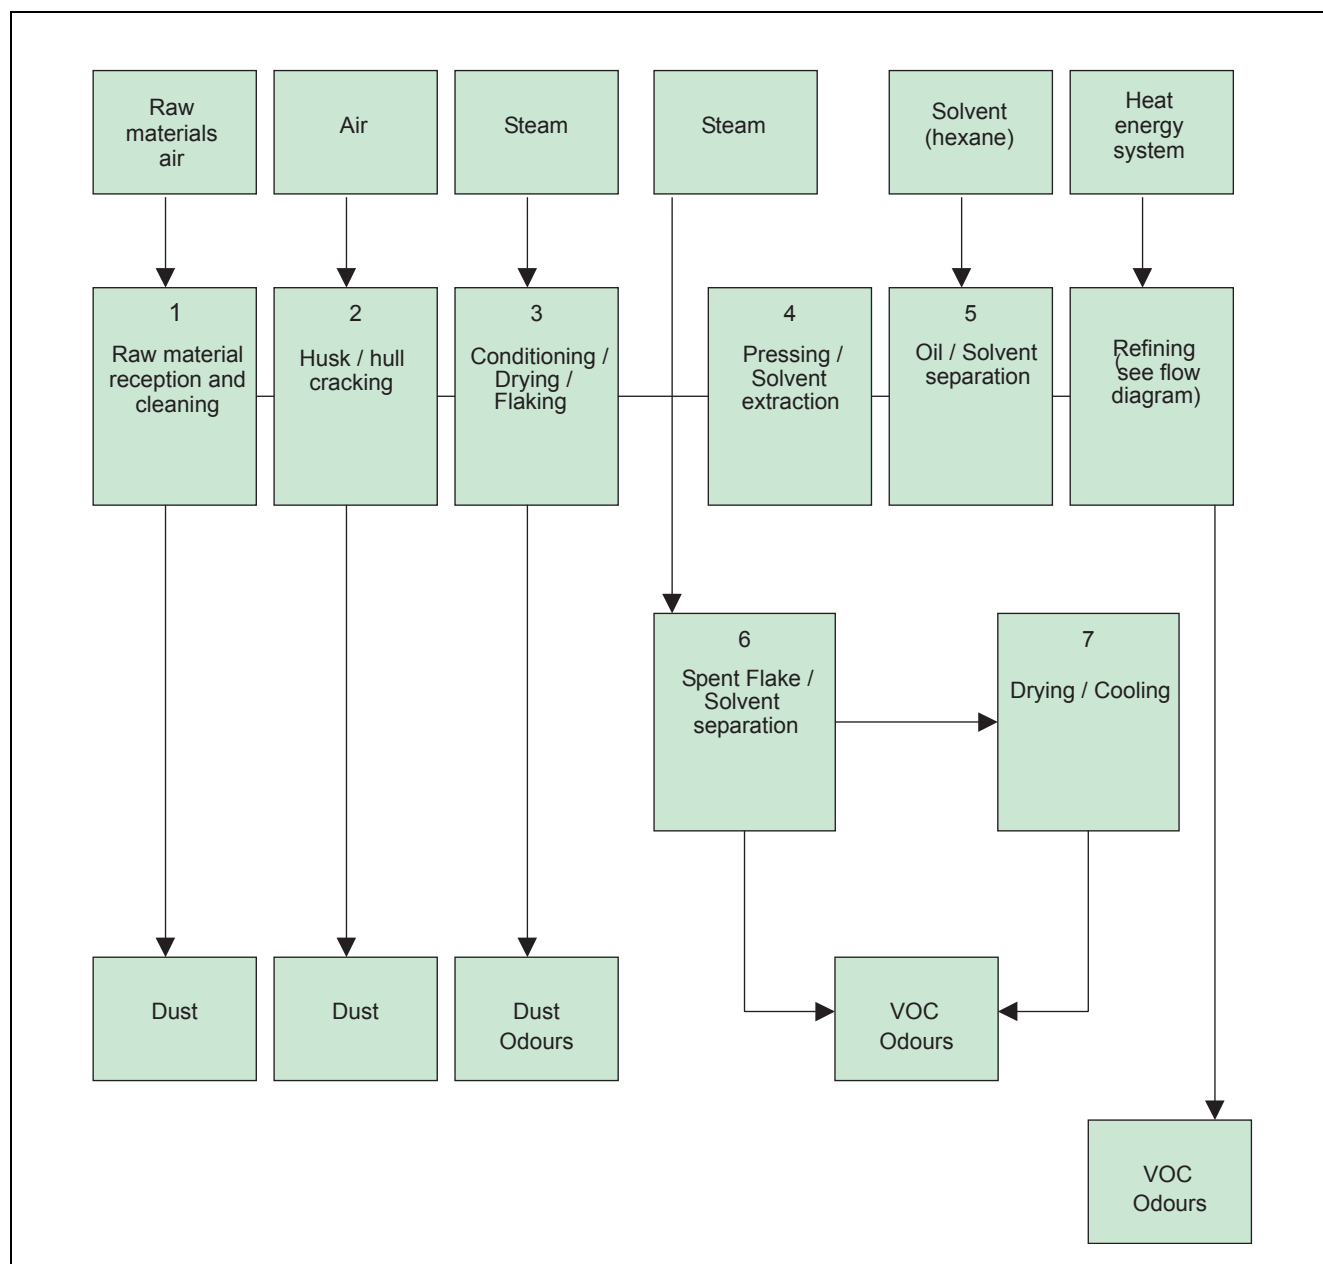 Raw
materials
air
Air
Steam
Steam
Solvent
(hexane)
Heat
energy
system
1
Raw material
reception and
cleaning
2
Husk / hull
cracking
3
Conditioning /
Drying /
Flaking
4
Pressing /
Solvent
extraction
5
Oil / Solvent
separation
Refining
(see flow
diagram)
6
Spent Flake /
Solvent
separation
7
Drying / Cooling
Dust
Dust
Dust
Odours
VOC
Odours
VOC
Odours